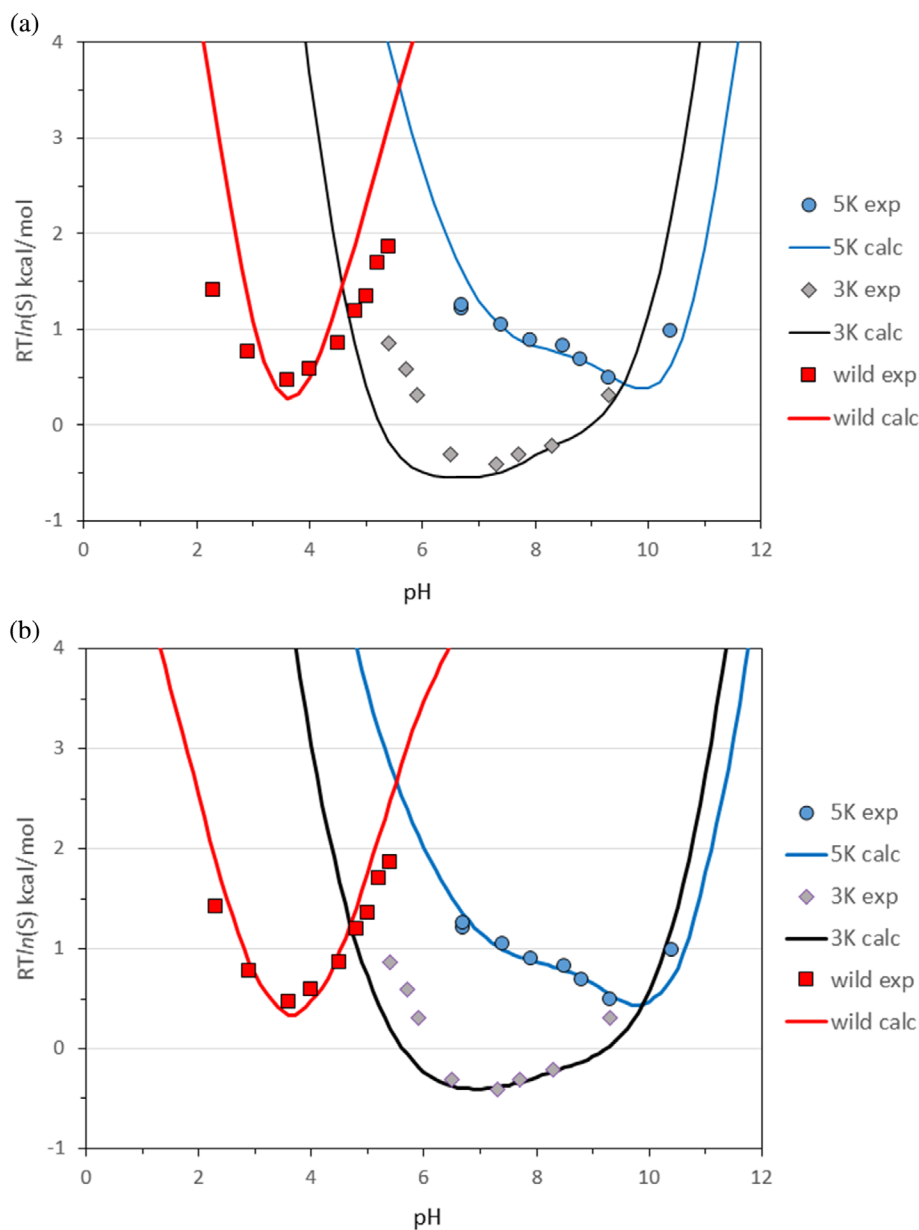 (a)
4
3
2
1
0
-1
RTln(S) kcal/mol
0 2 4 6 8 10 12
pH
5K exp
5K calc
3K exp
3K calc
wild exp
wild calc
(b)
4
3
2
1
0
-1
RTln(S) kcal/mol
0 2 4 6 8 10 12
pH
5K exp
5K calc
3K exp
3K calc
wild exp
wild calc